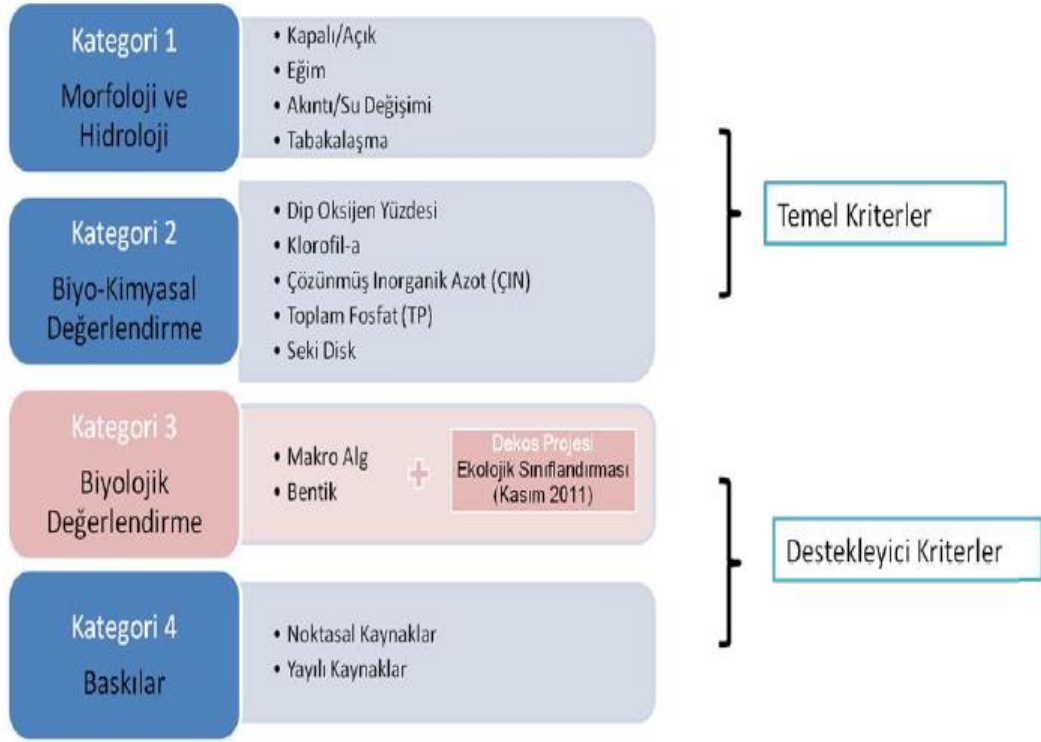 Kategori 1
Morfoloji ve
Hidroloji
• Kapalı/Açık
• Eğim
• Akıntı/Su Değişimi
• Tabakalaşma
Kategori 2
Biyo-Kimyasal
Değerlendirme
• Dip Oksijen Yüzdesi
• Klorofil-a
• Çözünmüş Inorganik Azot (ÇIN)
• Toplam Fosfat (TP)
• Seki Disk
Temel Kriterler
Kategori 3
Biyolojik
Değerlendirme
• Makro Alg
• Bentik
+
Dekos Projesi
Ekolojik Sınıflandırması
(Kasım 2011)
Kategori 4
Baskılar
• Noktasal Kaynaklar
• Yayılı Kaynaklar
Destekleyici Kriterler